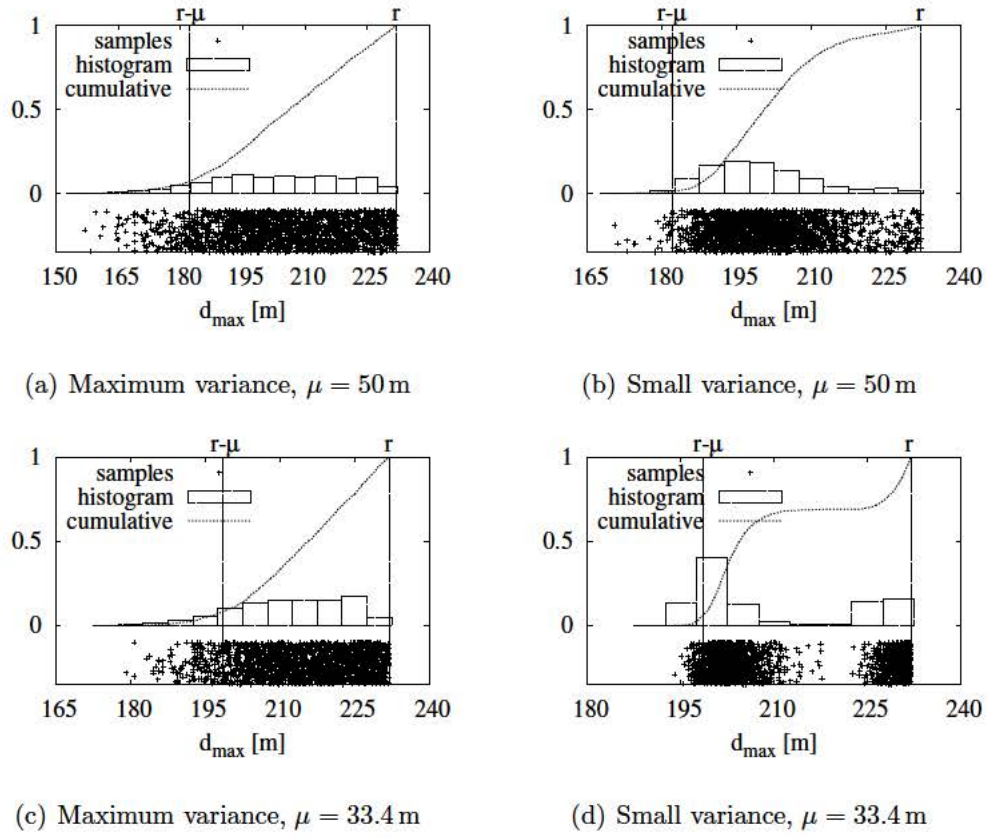 r-μ r
1
samples
histogram
cumulative
0.5
0
150 165 182 195 210 225 240
d_max [m]
(a) Maximum variance, μ = 50 m
r-μ r
1
samples
histogram
cumulative
0.5
0
165 182 195 210 225 240
d_max [m]
(b) Small variance, μ = 50 m
r-μ r
1
samples
histogram
cumulative
0.5
0
165 180 195 210 225 240
d_max [m]
(c) Maximum variance, μ = 33.4 m
r-μ r
1
samples
histogram
cumulative
0.5
0
180 195 210 225 240
d_max [m]
(d) Small variance, μ = 33.4 m